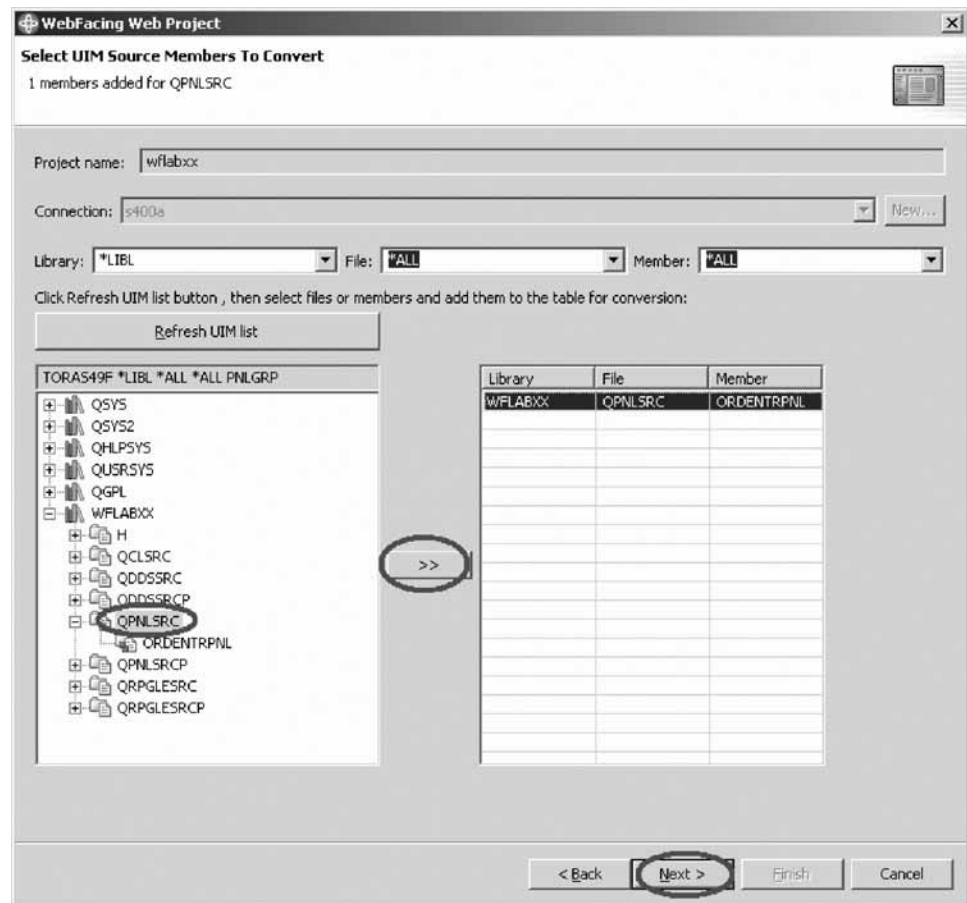 WebFacing Web Project
Select UIM Source Members To Convert
1 members added for QPNLSRC
Project name: wflabxx
Connection: s400a New...
Library: *LIBL File: *ALL Member: *ALL
Click Refresh UIM list button , then select files or members and add them to the table for conversion:
Refresh UIM list
TORAS49F *LIBL *ALL *ALL PNLGRP
QSYS
QSYS2
QHLPSYS
QUSRSYS
QGPL
WFLABXX
H
QCLSRC
QDDSSRC
QDDSSRCP
QPNLSRC
ORDENTRPNL
QPNLSRCP
QRPGLESRC
QRPGLESRCP
>>
Library File Member
WFLABXX QPNLSRC ORDENTRPNL
< Back Next > Finish Cancel